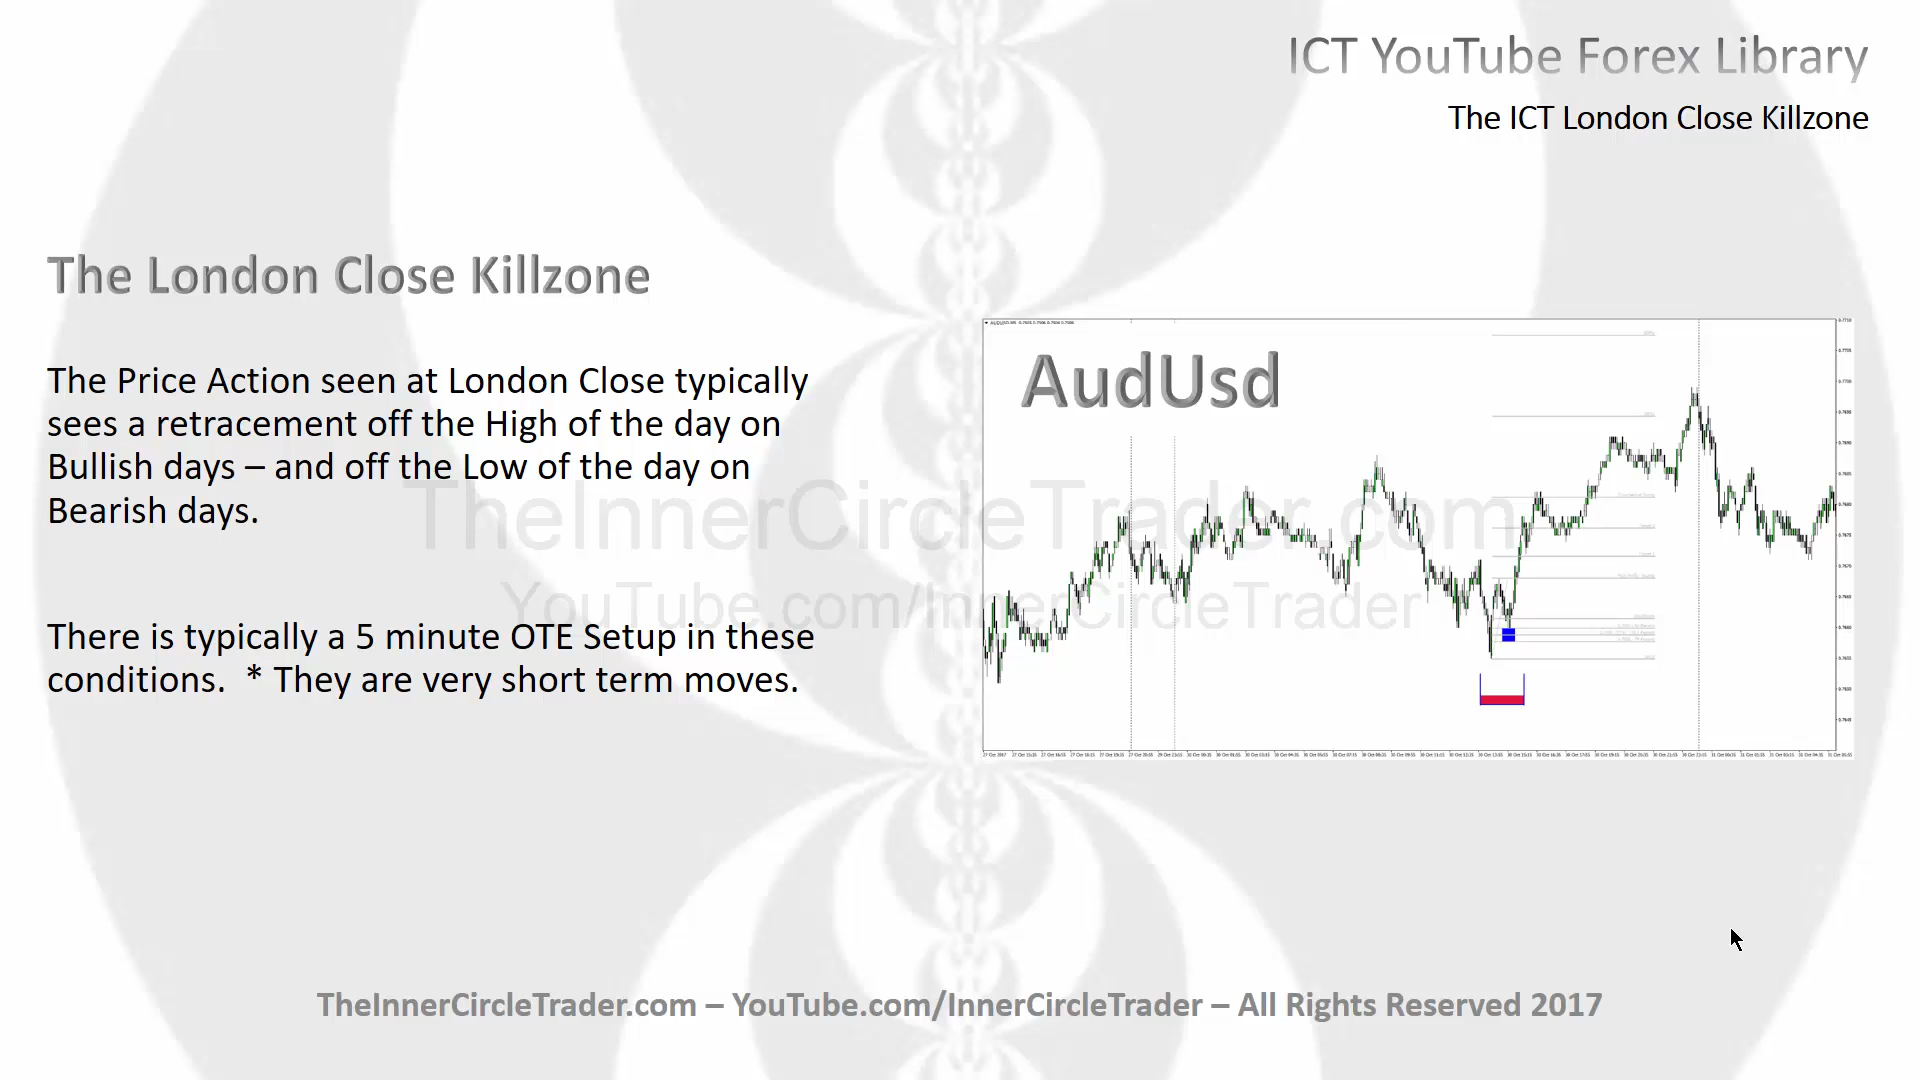 ICT YouTube Forex Library
The ICT London Close Killzone
The London Close Killzone
The Price Action seen at London Close typically
sees a retracement off the High of the day on
Bullish days – and off the Low of the day on
Bearish days.
There is typically a 5 minute OTE Setup in these
conditions.  * They are very short term moves.
AudUsd
TheInnerCircleTrader.com
YouTube.com/InnerCircleTrader
TheInnerCircleTrader.com – YouTube.com/InnerCircleTrader – All Rights Reserved 2017